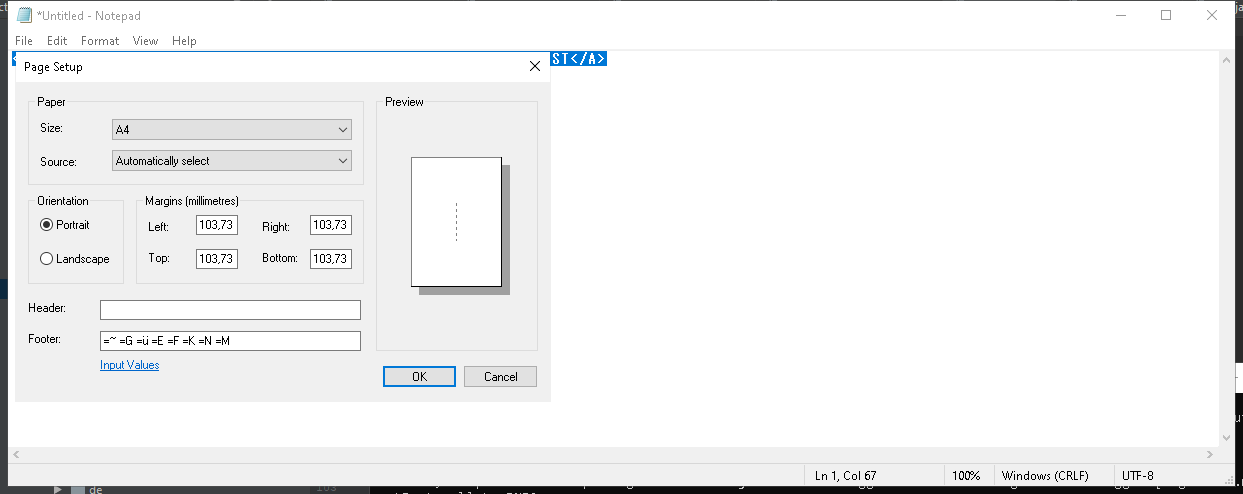 *Untitled - Notepad
File Edit Format View Help
ST</A>
Page Setup
Paper
Size: A4
Source: Automatically select
Preview
Orientation
Portrait
Landscape
Margins (millimetres)
Left: 103,73 Right: 103,73
Top: 103,73 Bottom: 103,73
Header:
Footer: =~ =G =ü =E =F =K =N =M
Input Values
OK Cancel
Ln 1, Col 67 100% Windows (CRLF) UTF-8
de